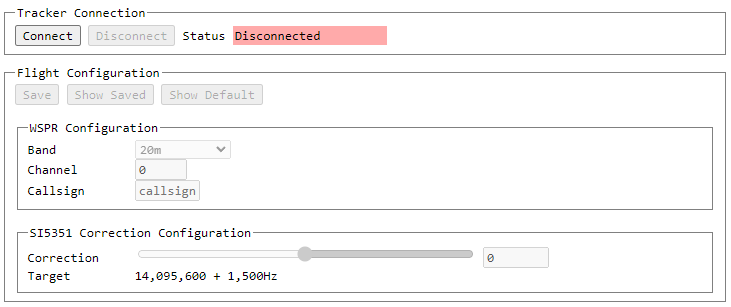 Tracker Connection
Connect Disconnect Status Disconnected
Flight Configuration
Save Show Saved Show Default
WSPR Configuration
Band 20m
Channel 0
Callsign callsign
SI5351 Correction Configuration
Correction 0
Target 14,095,600 + 1,500Hz